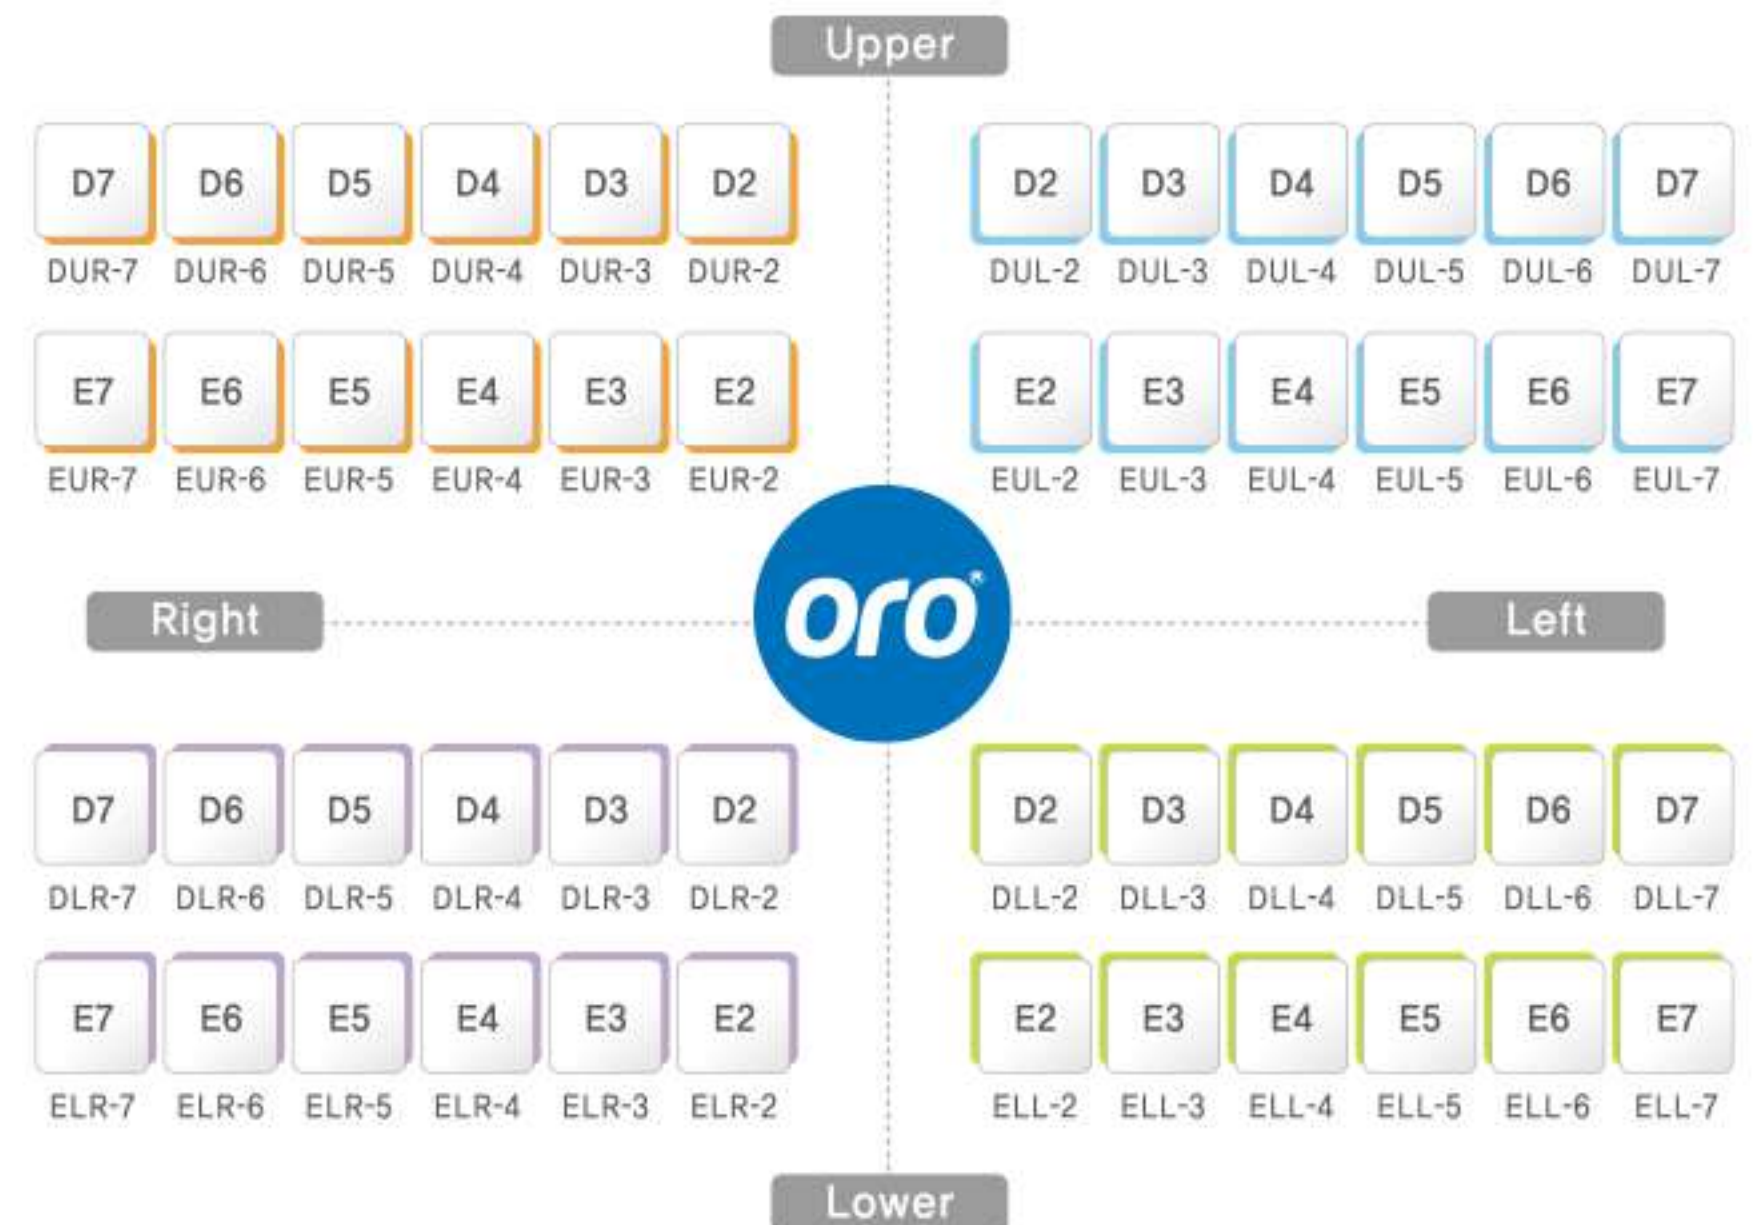 Upper
D7 D6 D5 D4 D3 D2 D2 D3 D4 D5 D6 D7
DUR-7 DUR-6 DUR-5 DUR-4 DUR-3 DUR-2 DUL-2 DUL-3 DUL-4 DUL-5 DUL-6 DUL-7
E7 E6 E5 E4 E3 E2 E2 E3 E4 E5 E6 E7
EUR-7 EUR-6 EUR-5 EUR-4 EUR-3 EUR-2 EUL-2 EUL-3 EUL-4 EUL-5 EUL-6 EUL-7
Right oro® Left
D7 D6 D5 D4 D3 D2 D2 D3 D4 D5 D6 D7
DLR-7 DLR-6 DLR-5 DLR-4 DLR-3 DLR-2 DLL-2 DLL-3 DLL-4 DLL-5 DLL-6 DLL-7
E7 E6 E5 E4 E3 E2 E2 E3 E4 E5 E6 E7
ELR-7 ELR-6 ELR-5 ELR-4 ELR-3 ELR-2 ELL-2 ELL-3 ELL-4 ELL-5 ELL-6 ELL-7
Lower